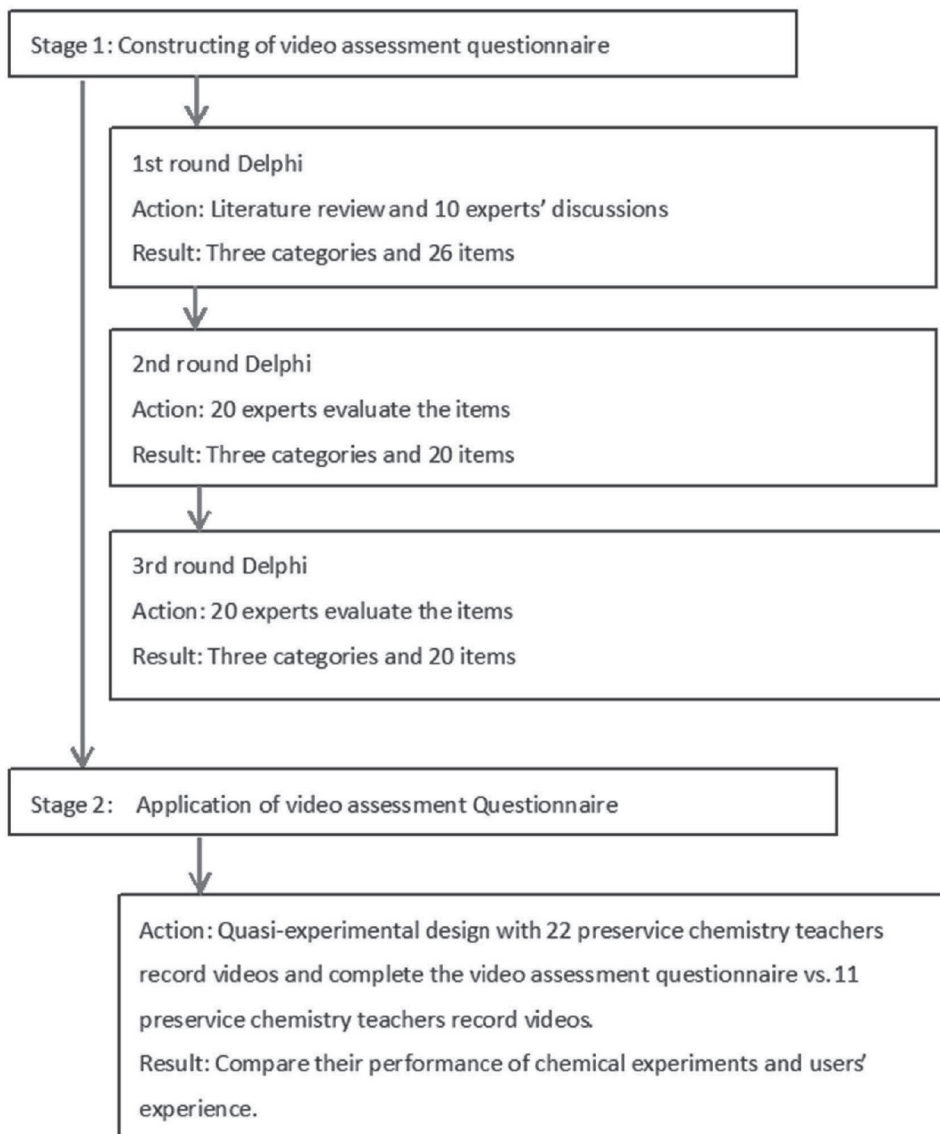 Stage 1: Constructing of video assessment questionnaire
1st round Delphi
Action: Literature review and 10 experts’ discussions
Result: Three categories and 26 items
2nd round Delphi
Action: 20 experts evaluate the items
Result: Three categories and 20 items
3rd round Delphi
Action: 20 experts evaluate the items
Result: Three categories and 20 items
Stage 2: Application of video assessment Questionnaire
Action: Quasi-experimental design with 22 preservice chemistry teachers
record videos and complete the video assessment questionnaire vs. 11
preservice chemistry teachers record videos.
Result: Compare their performance of chemical experiments and users’
experience.